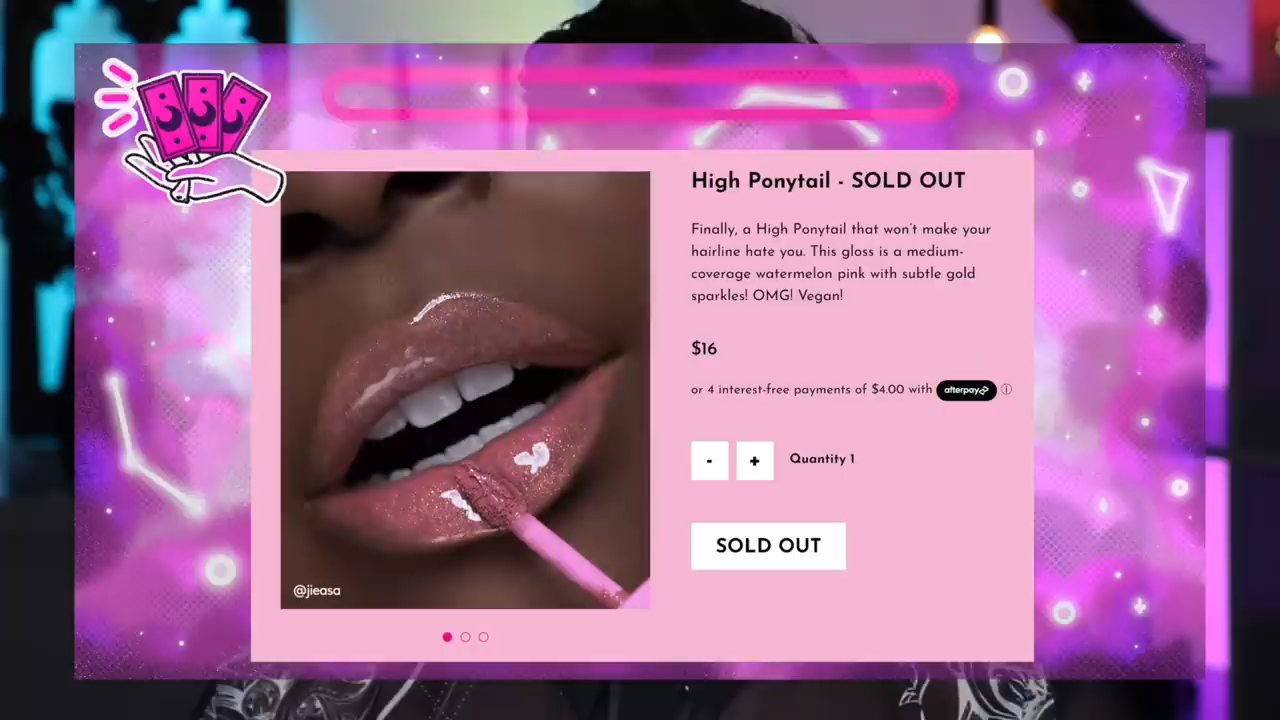 High Ponytail - SOLD OUT
Finally, a High Ponytail that won't make your
hairline hate you. This gloss is a medium-
coverage watermelon pink with subtle gold
sparkles! OMG! Vegan!
$16
or 4 interest-free payments of $4.00 with afterpay
- + Quantity 1
SOLD OUT
@jieasa